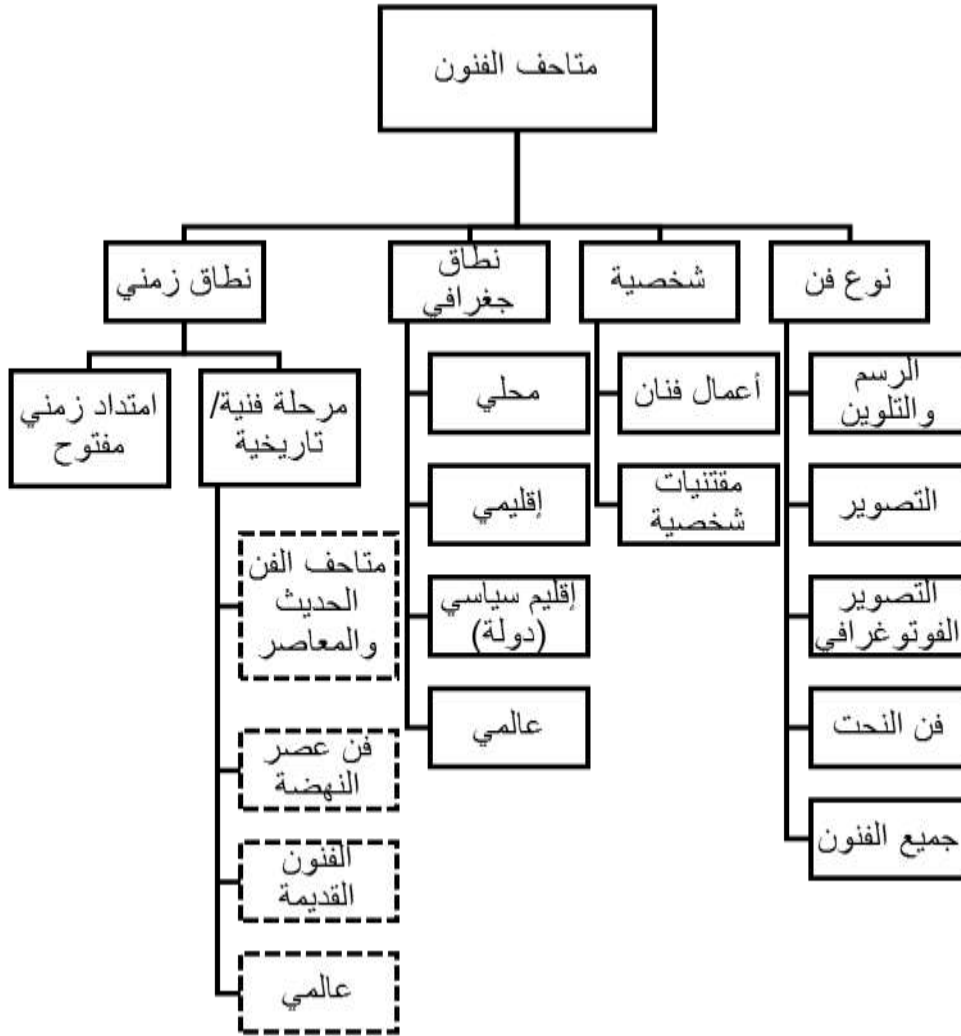 متاحف الفنون
نوع فن
الرسم
والتلوين
التصوير
التصوير
الفوتوغرافي
فن النحت
جميع الفنون
شخصية
أعمال فنان
مقتنيات
شخصية
نطاق
جغرافي
محلي
إقليمي
إقليم سياسي
(دولة)
عالمي
نطاق زمني
مرحلة فنية/
تاريخية
متاحف الفن
الحديث
والمعاصر
فن عصر
النهضة
الفنون
القديمة
عالمي
امتداد زمني
مفتوح